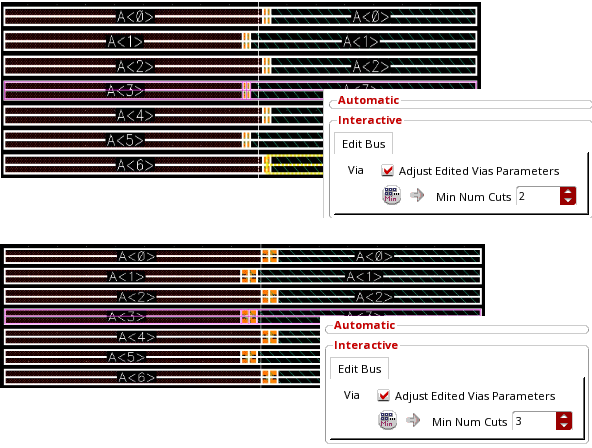 A<0> A<0>
A<1> A<1>
A<2> A<2>
A<3>
A<4>
A<5>
A<6>
Automatic
Interactive
Edit Bus
Via Adjust Edited Vias Parameters
Min Min Num Cuts 2
A<0> A<0>
A<1> A<1>
A<2> A<2>
A<3>
A<4>
A<5>
A<6>
Automatic
Interactive
Edit Bus
Via Adjust Edited Vias Parameters
Min Min Num Cuts 3